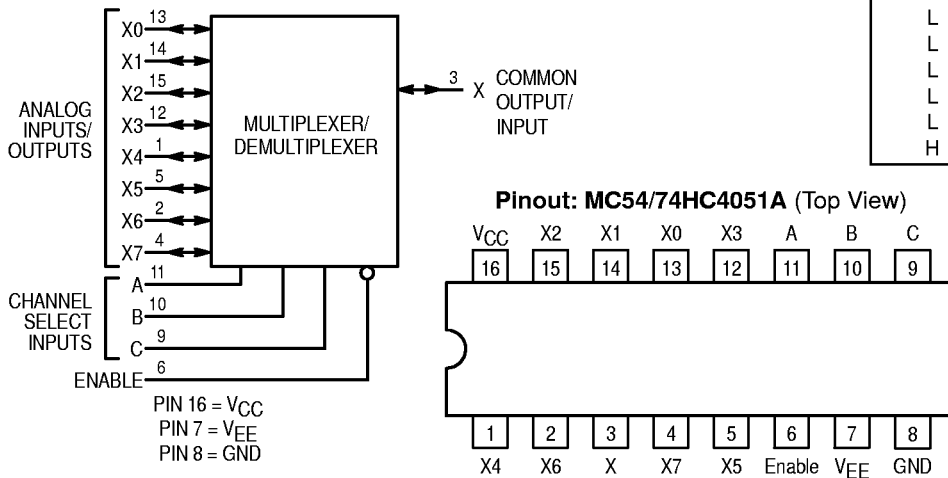 X0 13
X1 14
X2 15
X3 12
X4 1
X5 5
X6 2
X7 4
ANALOG
INPUTS/
OUTPUTS
MULTIPLEXER/
DEMULTIPLEXER
3 X
COMMON
OUTPUT/
INPUT
A 11
B 10
C 9
CHANNEL
SELECT
INPUTS
ENABLE 6
PIN 16 = VCC
PIN 7 = VEE
PIN 8 = GND
L
L
L
L
L
H
Pinout: MC54/74HC4051A (Top View)
VCC X2 X1 X0 X3 A B C
16 15 14 13 12 11 10 9
1 2 3 4 5 6 7 8
X4 X6 X X7 X5 Enable VEE GND